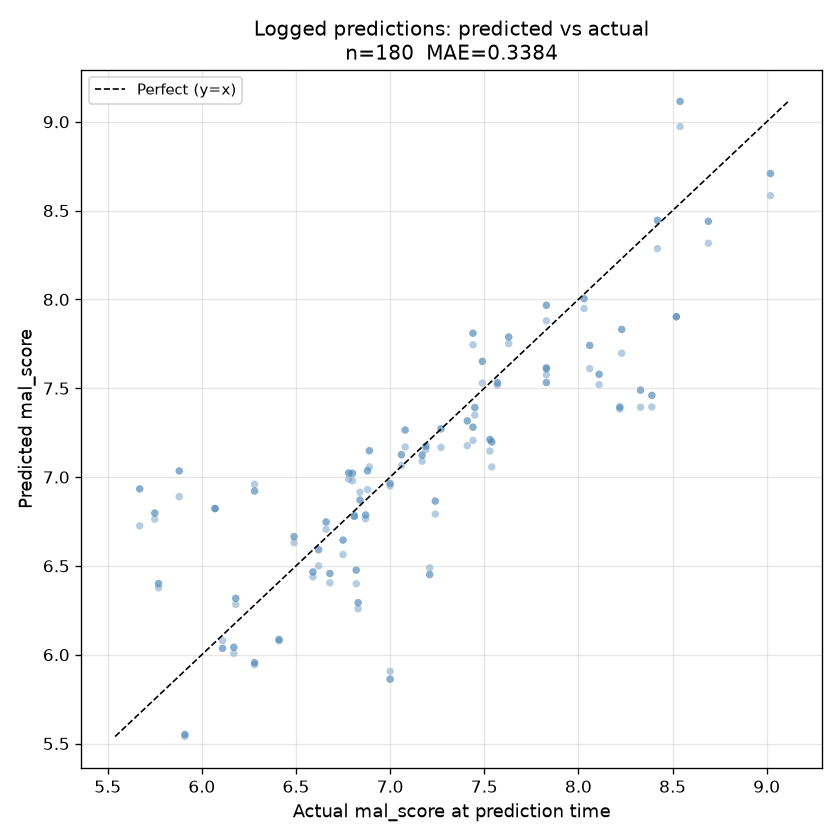 Logged predictions: predicted vs actual
n=180  MAE=0.3384
Perfect (y=x)
9.0
8.5
8.0
7.5
7.0
6.5
6.0
5.5
Predicted mal_score
5.5 6.0 6.5 7.0 7.5 8.0 8.5 9.0
Actual mal_score at prediction time